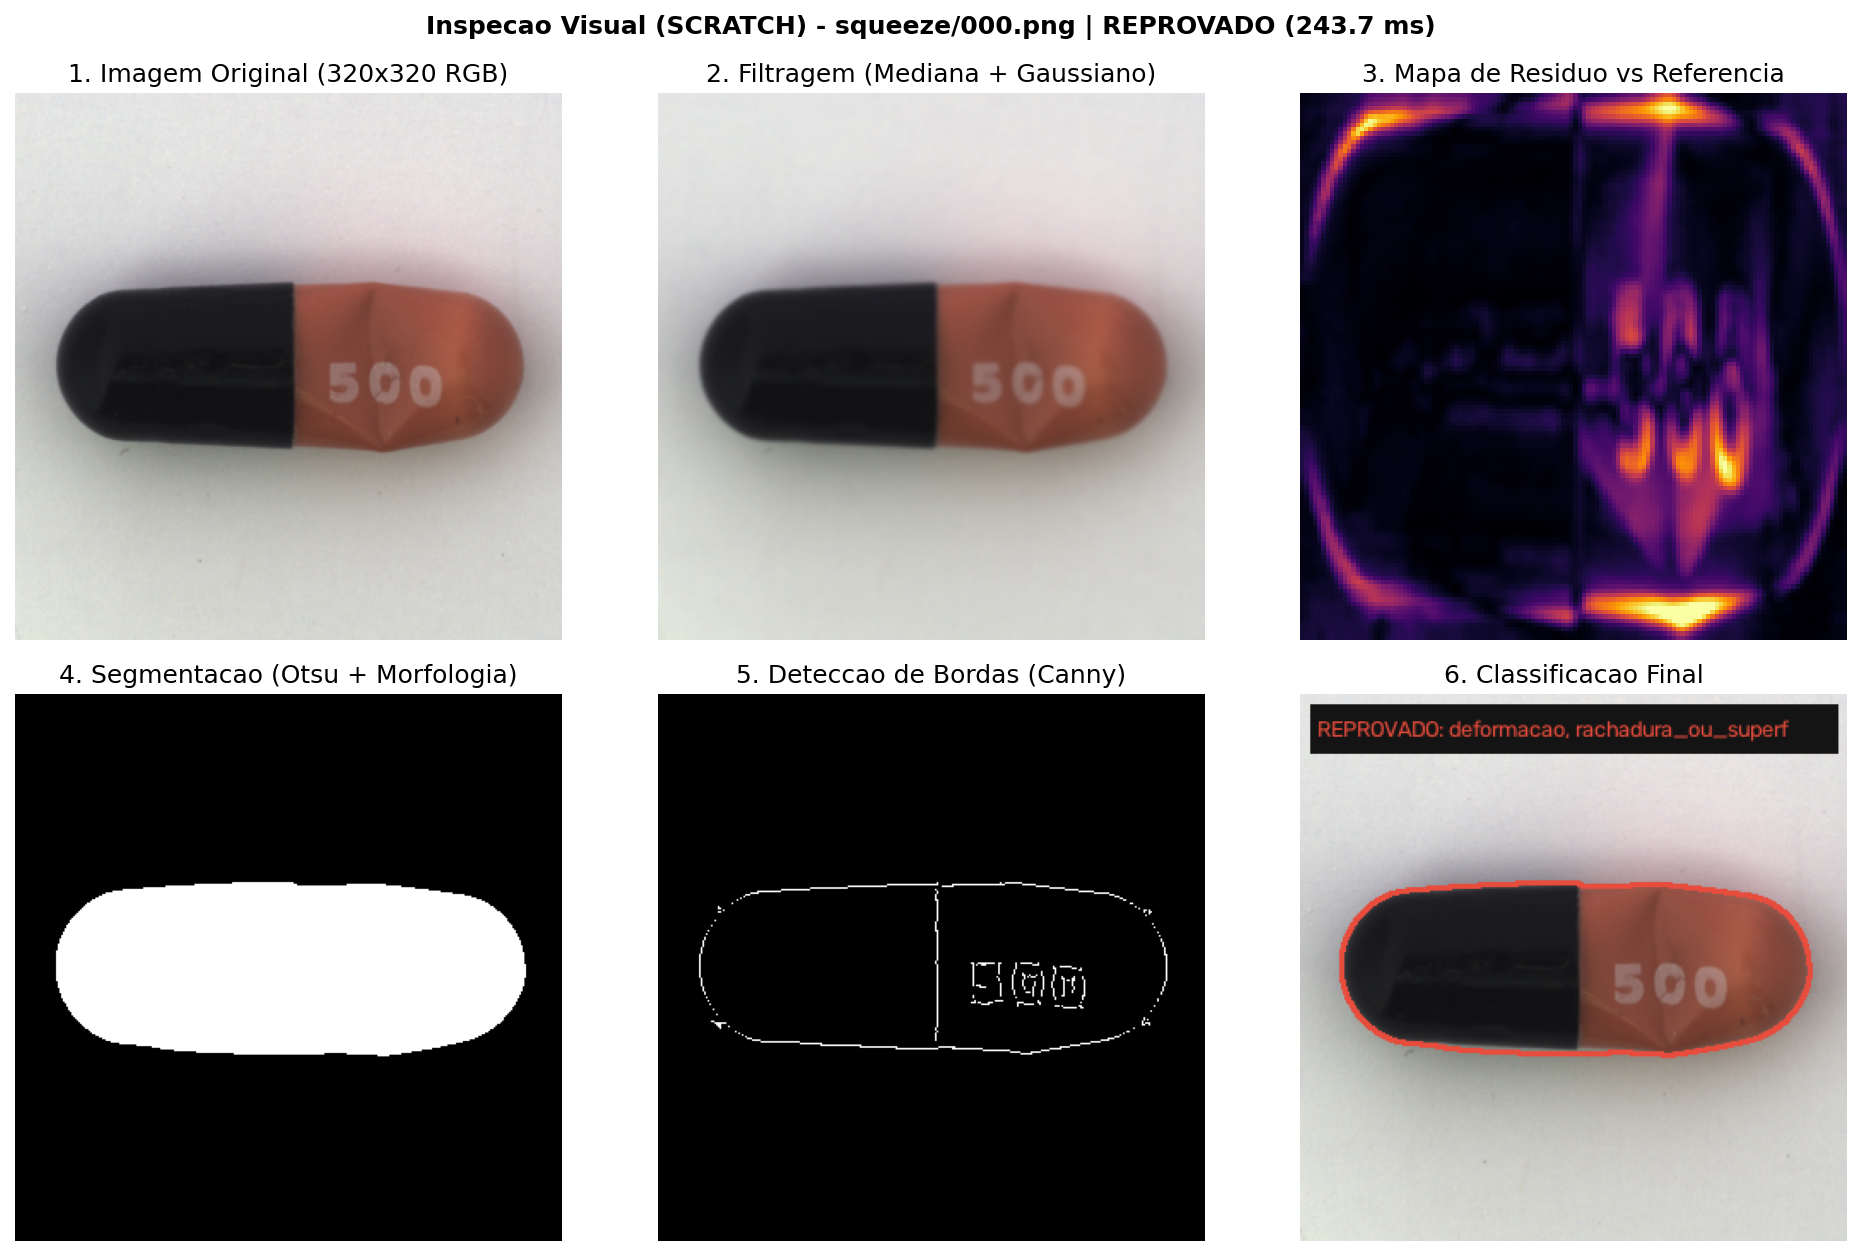 Inspecao Visual (SCRATCH) - squeeze/000.png | REPROVADO (243.7 ms)
1. Imagem Original (320x320 RGB)
2. Filtragem (Mediana + Gaussiano)
3. Mapa de Residuo vs Referencia
500
500
4. Segmentacao (Otsu + Morfologia)
5. Deteccao de Bordas (Canny)
6. Classificacao Final
REPROVADO: deformacao, rachadura_ou_superf
500